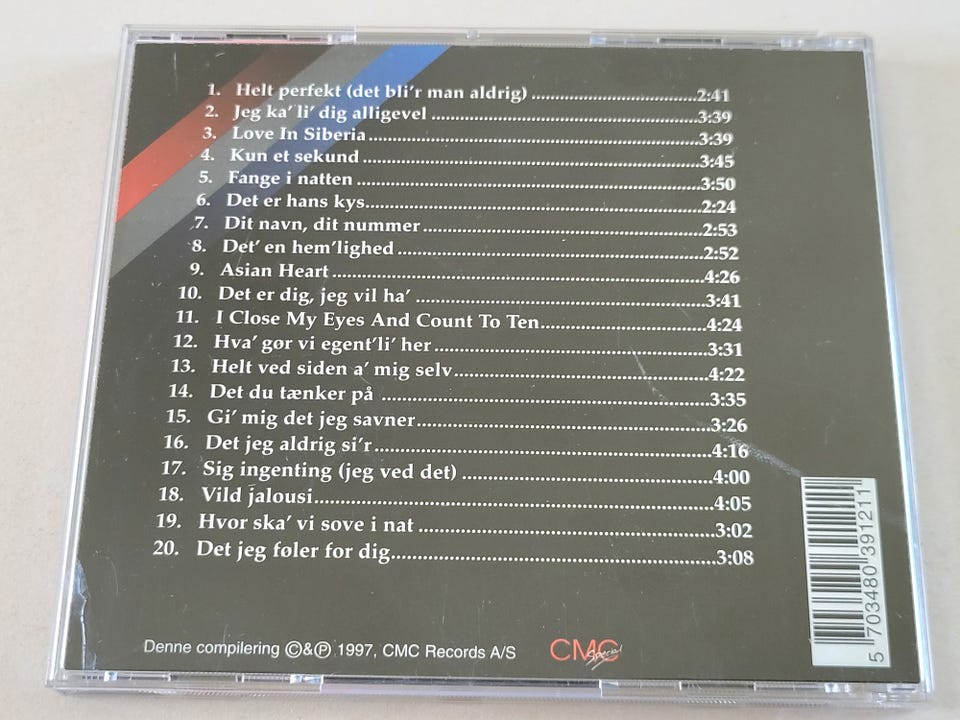 1. Helt perfekt (det bli'r man aldrig) ........ 2:41
2. Jeg ka' li' dig alligevel ........ 3:39
3. Love In Siberia ........ 3:39
4. Kun et sekund ........ 3:45
5. Fange i natten ........ 3:50
6. Det er hans kys ........ 2:24
7. Dit navn, dit nummer ........ 2:53
8. Det' en hem'lighed ........ 2:52
9. Asian Heart ........ 4:26
10. Det er dig, jeg vil ha' ........ 3:41
11. I Close My Eyes And Count To Ten ........ 4:24
12. Hva' gør vi egent'li' her ........ 3:31
13. Helt ved siden a' mig selv ........ 4:22
14. Det du tænker på ........ 3:35
15. Gi' mig det jeg savner ........ 3:26
16. Det jeg aldrig si'r ........ 4:16
17. Sig ingenting (jeg ved det) ........ 4:00
18. Vild jalousi ........ 4:05
19. Hvor ska' vi sove i nat ........ 3:02
20. Det jeg føler for dig ........ 3:08
Denne compilering ©&℗ 1997, CMC Records A/S
CMC Special
5 703480 391211